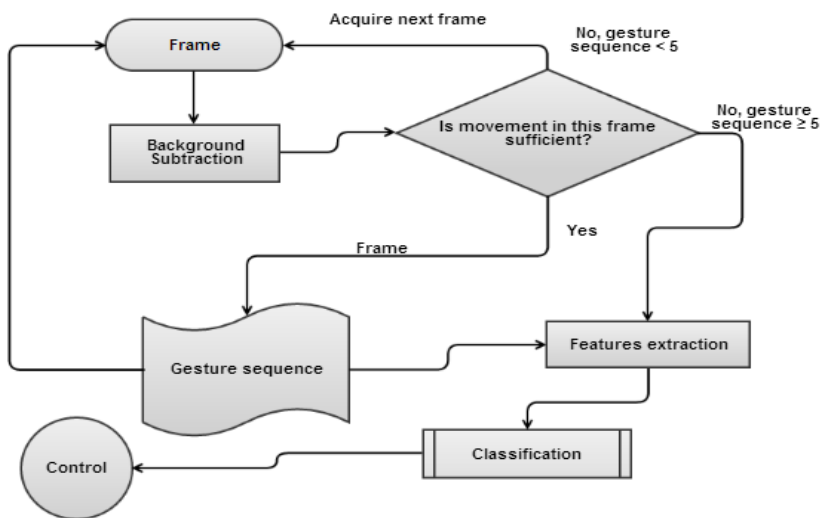 Acquire next frame
Frame
No, gesture
sequence < 5
Is movement in this frame
sufficient?
No, gesture
sequence ≥ 5
Background
Subtraction
Yes
Frame
Gesture sequence
Features extraction
Classification
Control